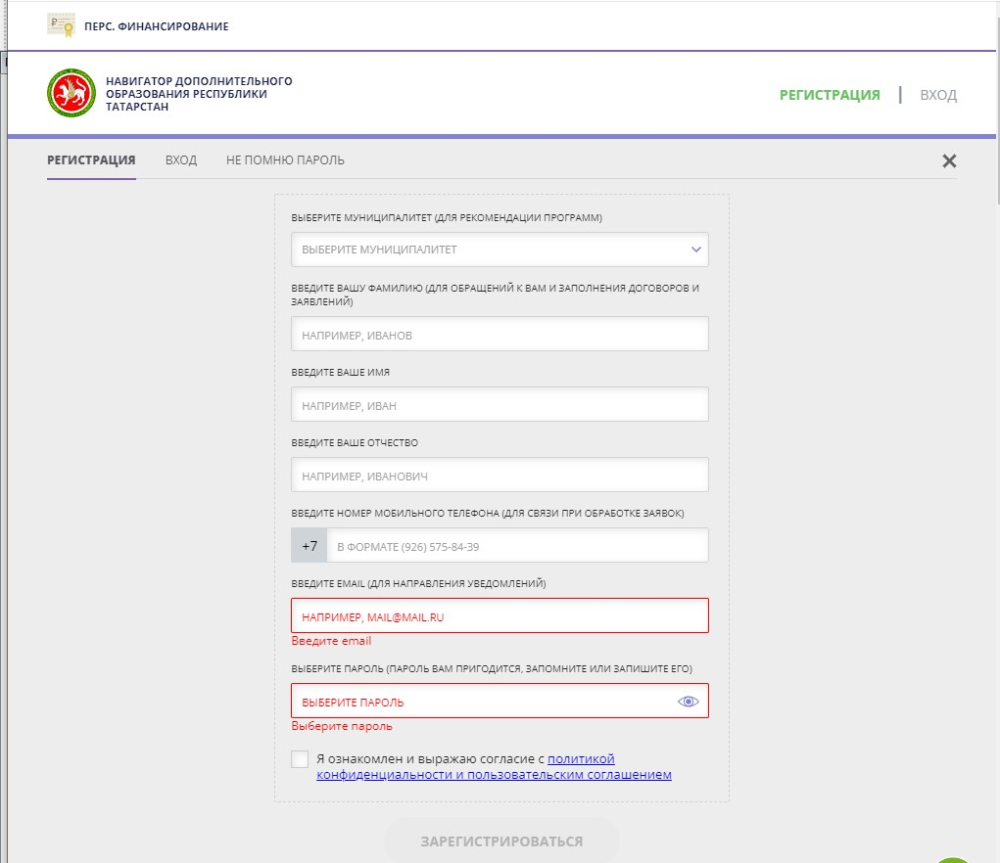 ПЕРС. ФИНАНСИРОВАНИЕ
НАВИГАТОР ДОПОЛНИТЕЛЬНОГО
ОБРАЗОВАНИЯ РЕСПУБЛИКИ
ТАТАРСТАН
РЕГИСТРАЦИЯ | ВХОД
РЕГИСТРАЦИЯ ВХОД НЕ ПОМНЮ ПАРОЛЬ
ВЫБЕРИТЕ МУНИЦИПАЛИТЕТ (ДЛЯ РЕКОМЕНДАЦИИ ПРОГРАММ)
ВЫБЕРИТЕ МУНИЦИПАЛИТЕТ
ВВЕДИТЕ ВАШУ ФАМИЛИЮ (ДЛЯ ОБРАЩЕНИЙ К ВАМ И ЗАПОЛНЕНИЯ ДОГОВОРОВ И
ЗАЯВЛЕНИЙ)
НАПРИМЕР, ИВАНОВ
ВВЕДИТЕ ВАШЕ ИМЯ
НАПРИМЕР, ИВАН
ВВЕДИТЕ ВАШЕ ОТЧЕСТВО
НАПРИМЕР, ИВАНОВИЧ
ВВЕДИТЕ НОМЕР МОБИЛЬНОГО ТЕЛЕФОНА (ДЛЯ СВЯЗИ ПРИ ОБРАБОТКЕ ЗАЯВОК)
+7 В ФОРМАТЕ (926) 575-84-39
ВВЕДИТЕ EMAIL (ДЛЯ НАПРАВЛЕНИЯ УВЕДОМЛЕНИЙ)
НАПРИМЕР, MAIL@MAIL.RU
Введите email
ВЫБЕРИТЕ ПАРОЛЬ (ПАРОЛЬ ВАМ ПРИГОДИТСЯ, ЗАПОМНИТЕ ИЛИ ЗАПИШИТЕ ЕГО)
ВЫБЕРИТЕ ПАРОЛЬ
Выберите пароль
Я ознакомлен и выражаю согласие с политикой
конфиденциальности и пользовательским соглашением
ЗАРЕГИСТРИРОВАТЬСЯ